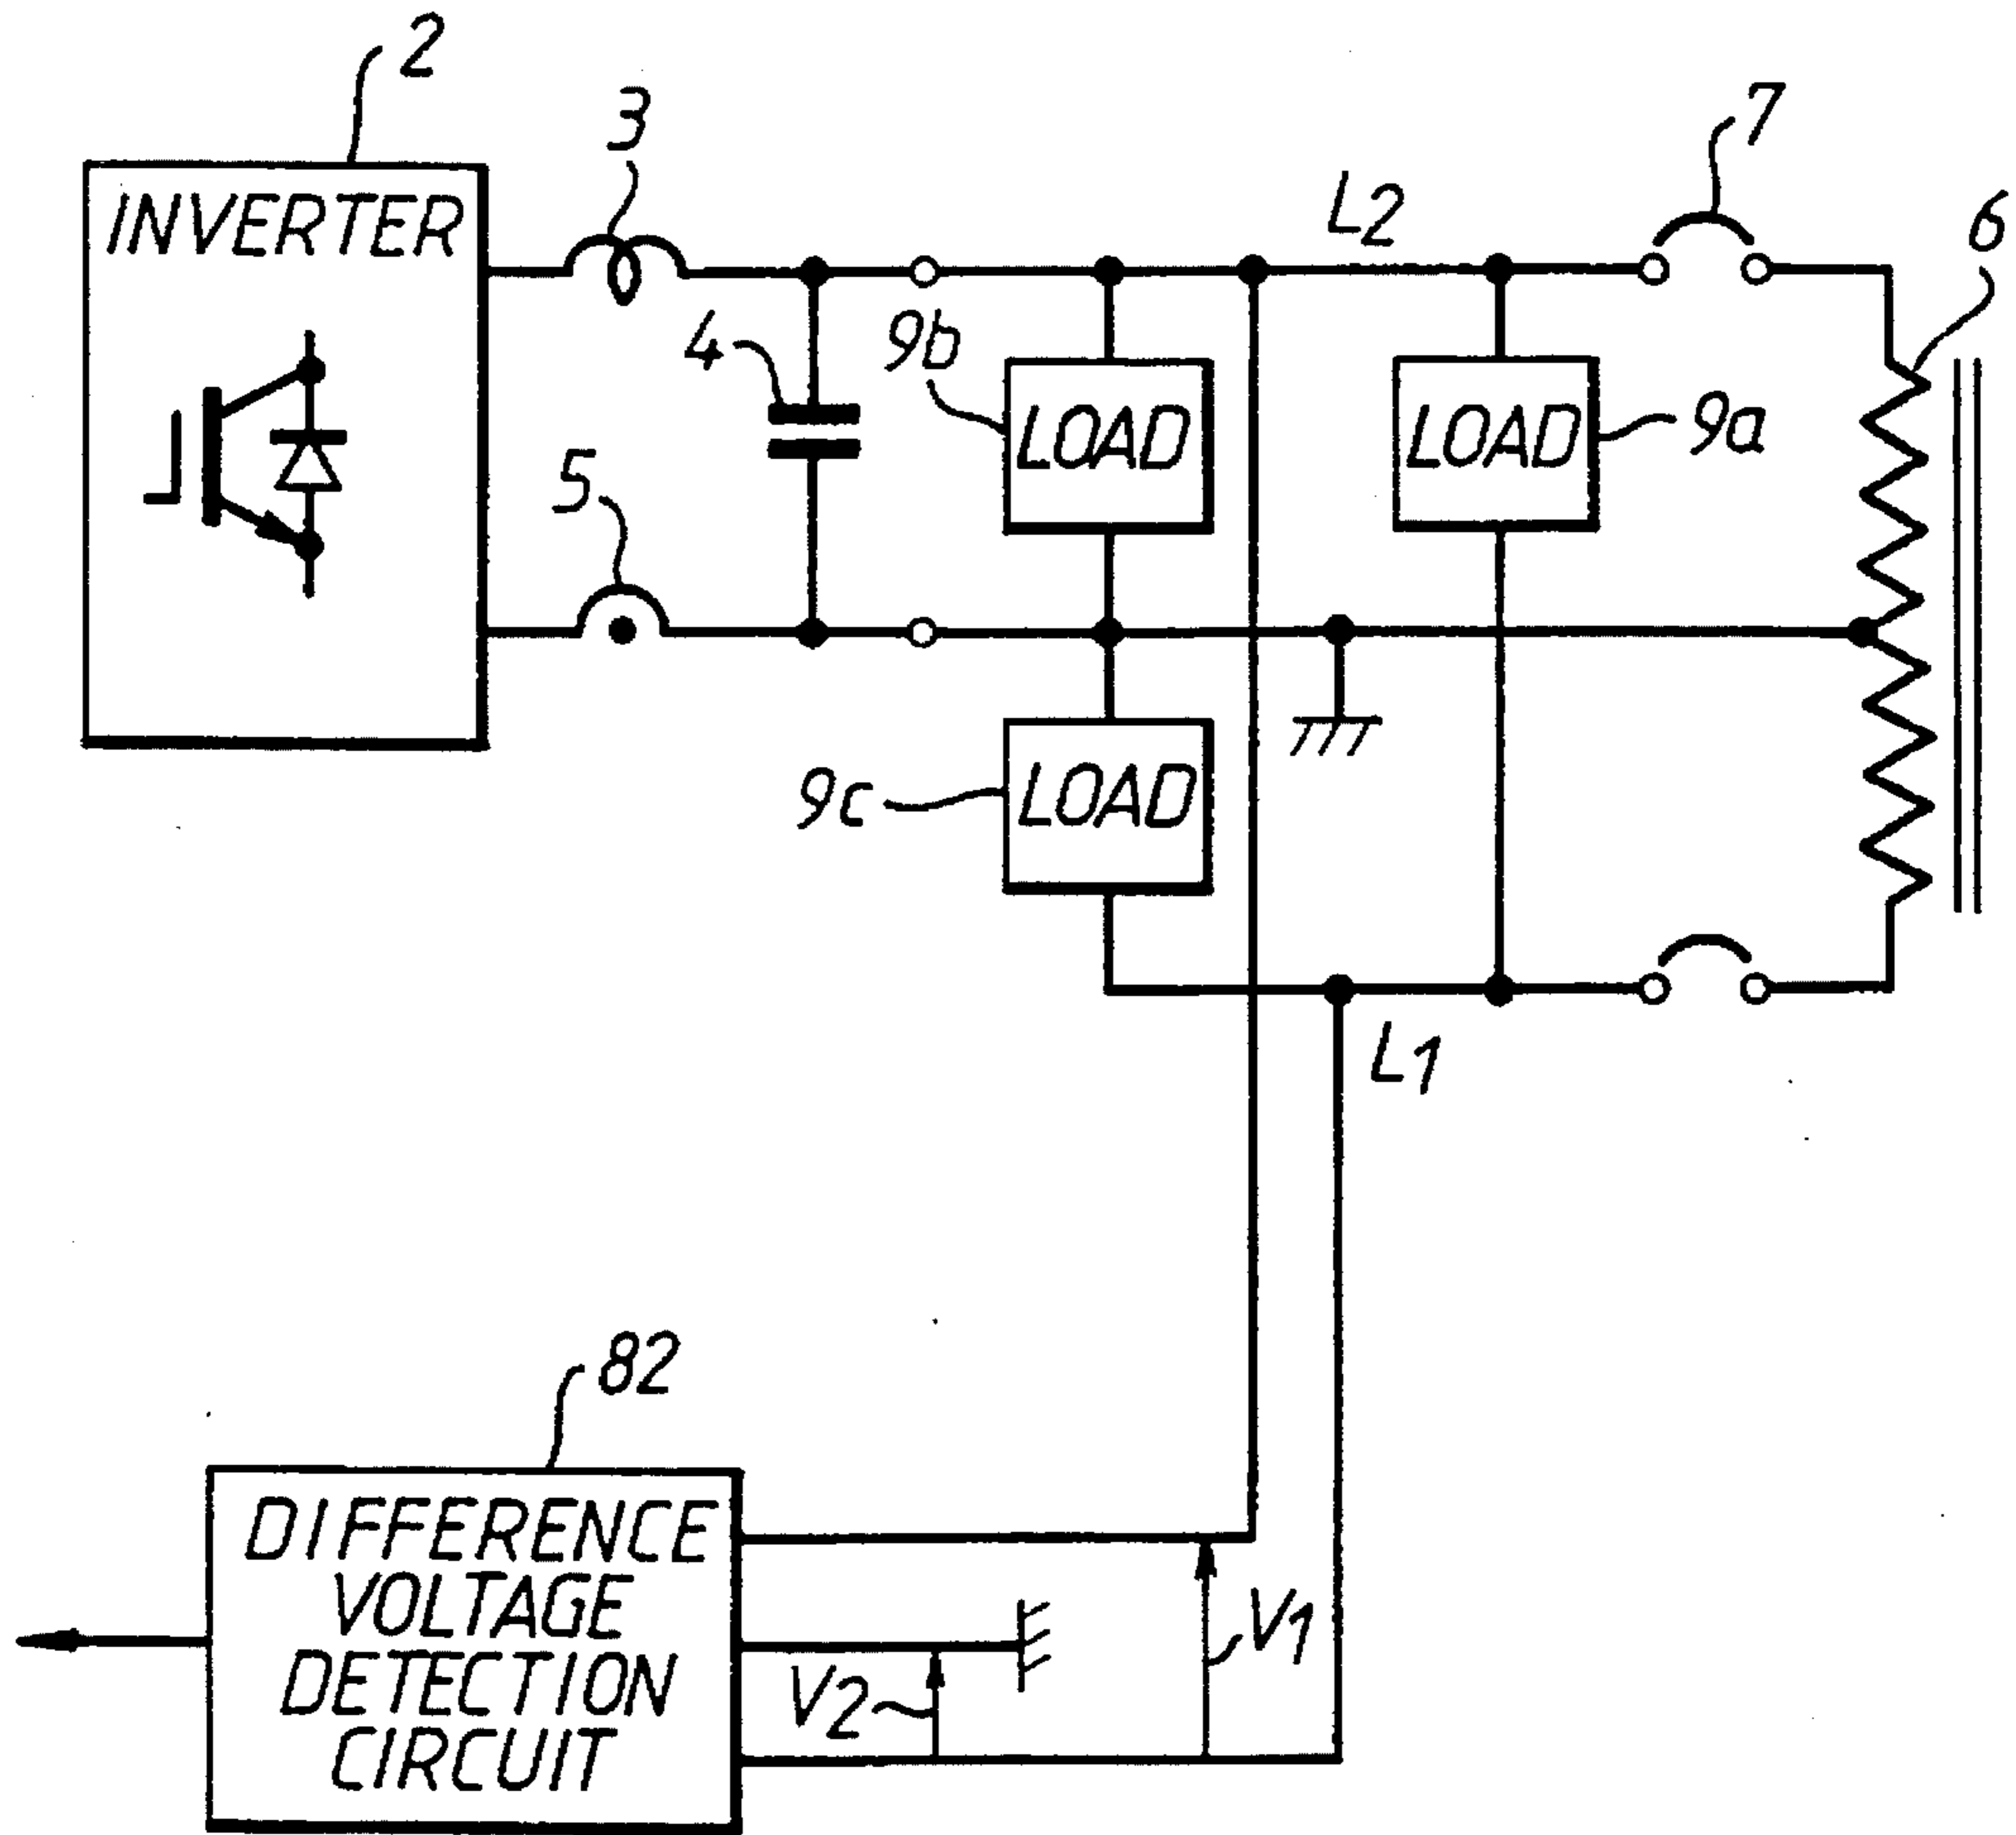 2
3
7
INVERTER
L2
6
4
9b
LOAD
LOAD
9a
5
9c
LOAD
L1
82
DIFFERENCE
VOLTAGE
DETECTION
CIRCUIT
V1
V2